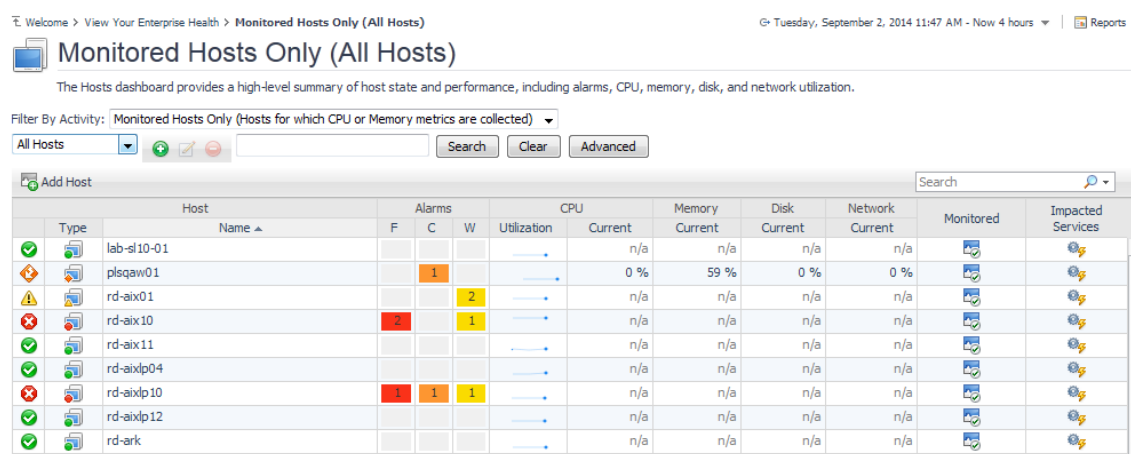 Welcome > View Your Enterprise Health > Monitored Hosts Only (All Hosts)
Tuesday, September 2, 2014 11:47 AM - Now 4 hours
Reports
Monitored Hosts Only (All Hosts)
The Hosts dashboard provides a high-level summary of host state and performance, including alarms, CPU, memory, disk, and network utilization.
Filter By Activity: Monitored Hosts Only (Hosts for which CPU or Memory metrics are collected)
All Hosts Search Clear Advanced
Add Host Search
Host Alarms CPU Memory Disk Network Monitored Impacted Services
Type Name F C W Utilization Current Current Current Current
lab-sl10-01 n/a n/a n/a n/a
plsqaw01 1 0 % 59 % 0 % 0 %
rd-aix01 2 n/a n/a n/a n/a
rd-aix10 2 1 n/a n/a n/a n/a
rd-aix11 n/a n/a n/a n/a
rd-aixlp04 n/a n/a n/a n/a
rd-aixlp10 1 1 1 n/a n/a n/a n/a
rd-aixlp12 n/a n/a n/a n/a
rd-ark n/a n/a n/a n/a